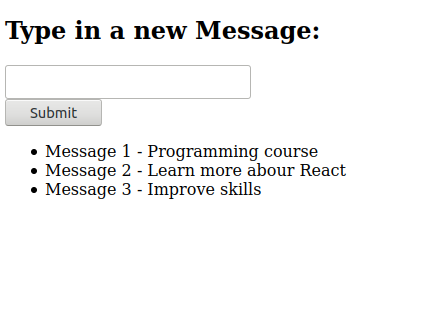 Type in a new Message:
Submit
Message 1 - Programming course
Message 2 - Learn more abour React
Message 3 - Improve skills